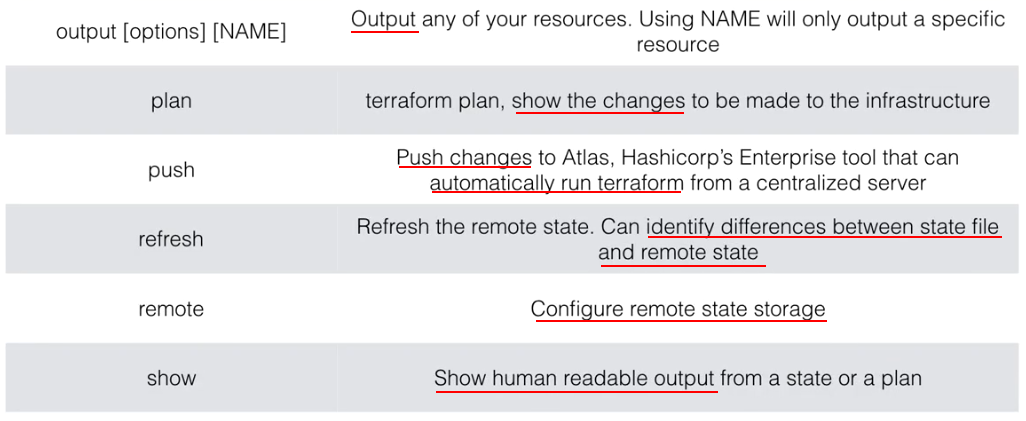 output [options] [NAME]
Output any of your resources. Using NAME will only output a specific
resource
plan
terraform plan, show the changes to be made to the infrastructure
push
Push changes to Atlas, Hashicorp's Enterprise tool that can
automatically run terraform from a centralized server
refresh
Refresh the remote state. Can identify differences between state file
and remote state
remote
Configure remote state storage
show
Show human readable output from a state or a plan